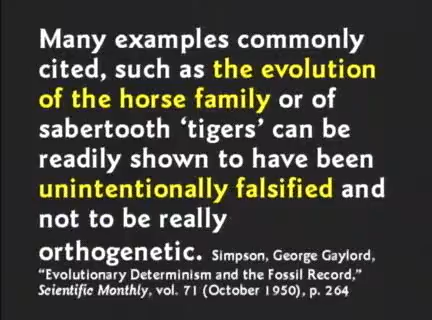 Many examples commonly
cited, such as the evolution
of the horse family or of
sabertooth ‘tigers’ can be
readily shown to have been
unintentionally falsified and
not to be really
orthogenetic. Simpson, George Gaylord,
“Evolutionary Determinism and the Fossil Record,”
Scientific Monthly, vol. 71 (October 1950), p. 264